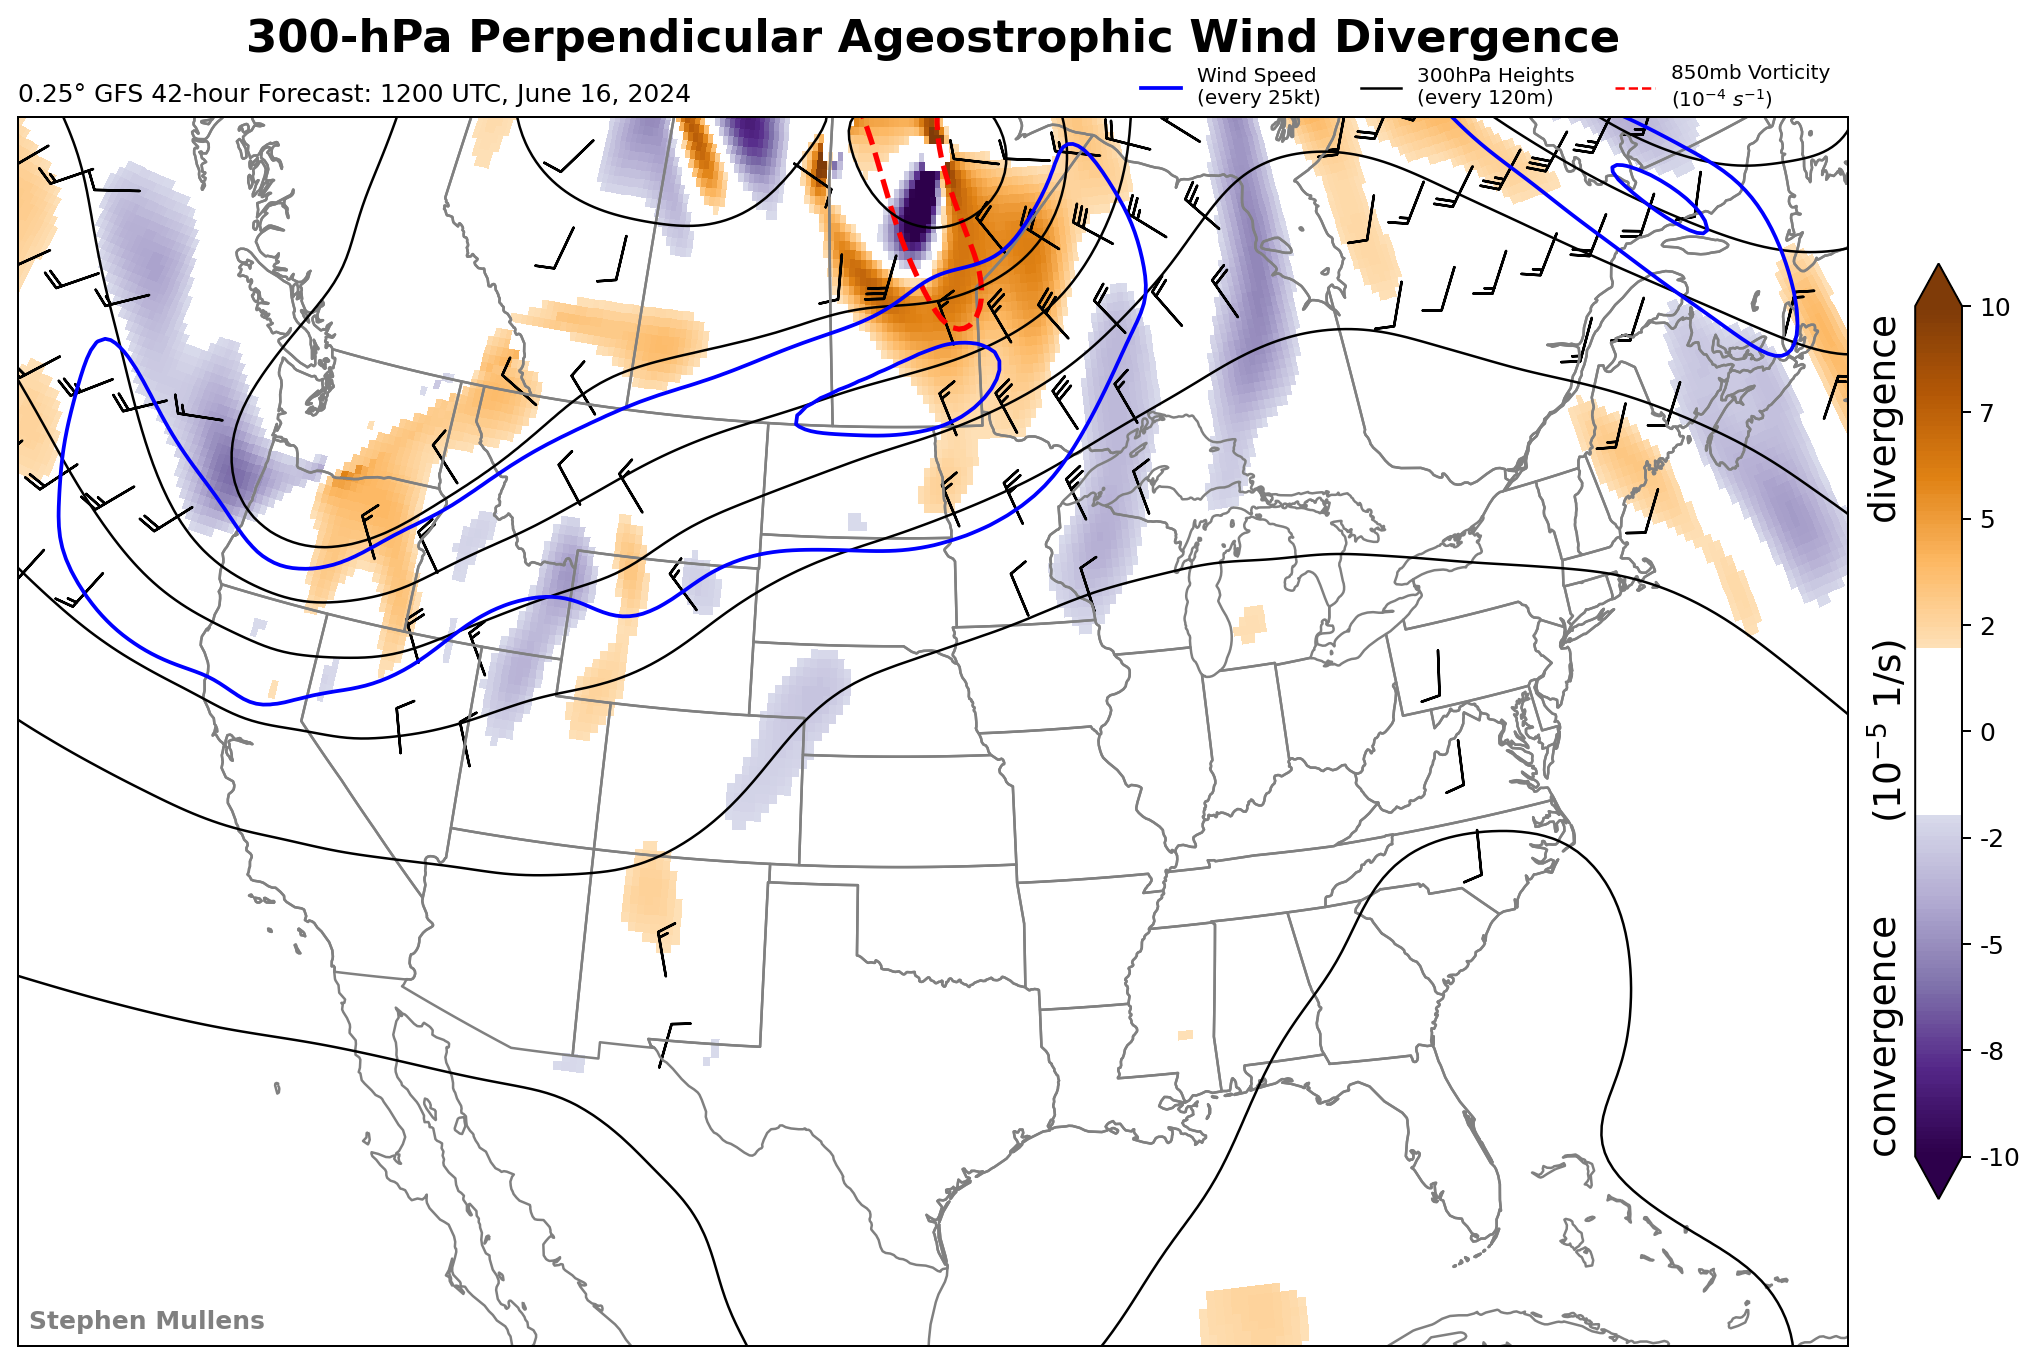 300-hPa Perpendicular Ageostrophic Wind Divergence
0.25° GFS 42-hour Forecast: 1200 UTC, June 16, 2024
Wind Speed
(every 25kt)
300hPa Heights
(every 120m)
850mb Vorticity
(10⁻⁴ s⁻¹)
10
7
5
2
0
-2
-5
-8
-10
convergence (10⁻⁵ 1/s) divergence
Stephen Mullens